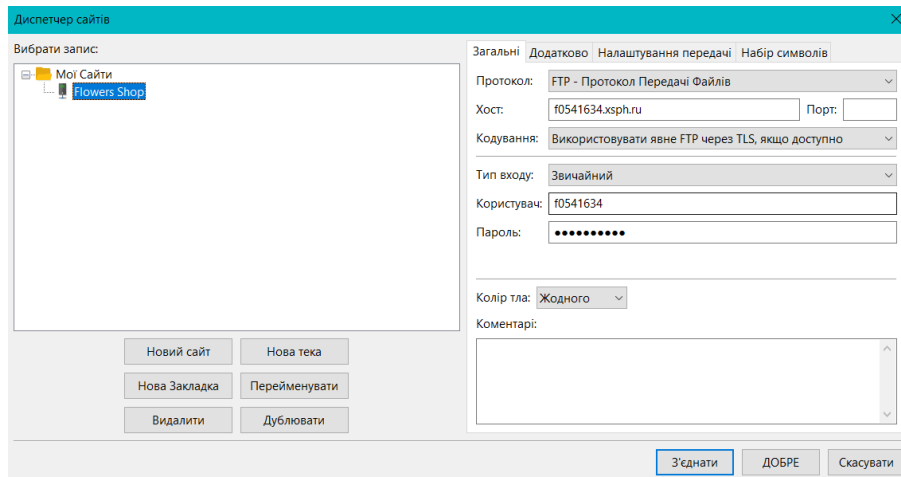 Диспетчер сайтів
Вибрати запис:
Мої Сайти
Flowers Shop
Новий сайт
Нова тека
Нова Закладка
Перейменувати
Видалити
Дублювати
Загальні Додатково Налаштування передачі Набір символів
Протокол: FTP - Протокол Передачі Файлів
Хост: f0541634.xsph.ru Порт:
Кодування: Використовувати явне FTP через TLS, якщо доступно
Тип входу: Звичайний
Користувач: f0541634
Пароль: ●●●●●●●●●●
Колір тла: Жодного
Коментарі:
З'єднати ДОБРЕ Скасувати